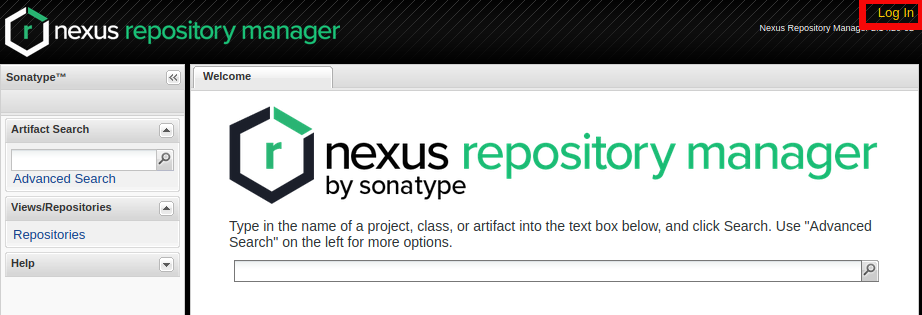 nexus repository manager
Log In
Nexus Repository Manager
Sonatype™
Welcome
Artifact Search
Advanced Search
Views/Repositories
Repositories
Help
r
nexus repository manager
by sonatype
Type in the name of a project, class, or artifact into the text box below, and click Search. Use "Advanced
Search" on the left for more options.